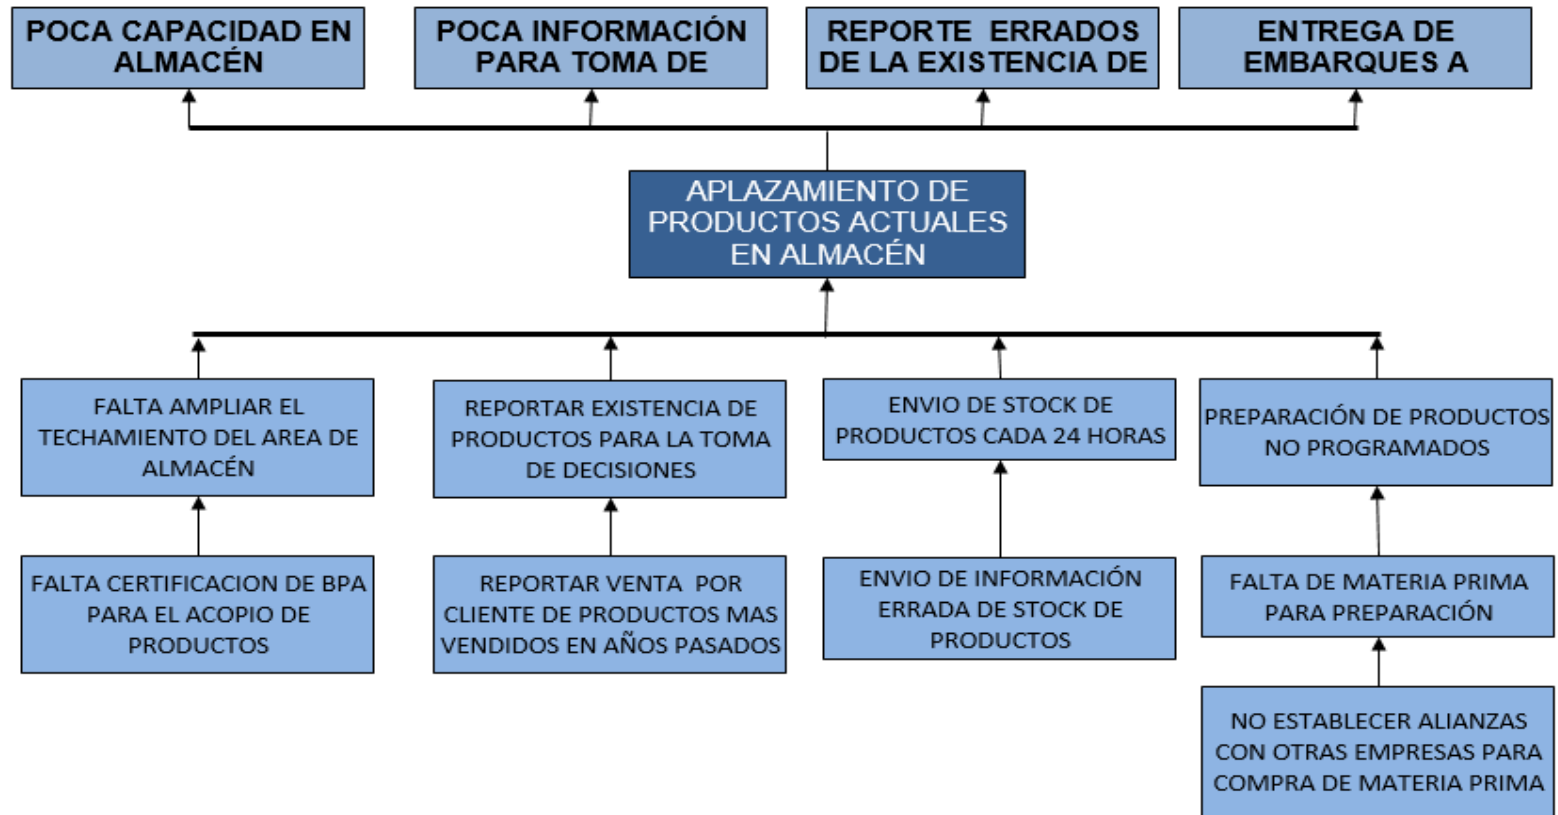 POCA CAPACIDAD EN
ALMACÉN
POCA INFORMACIÓN
PARA TOMA DE
REPORTE ERRADOS
DE LA EXISTENCIA DE
ENTREGA DE
EMBARQUES A
APLAZAMIENTO DE
PRODUCTOS ACTUALES
EN ALMACÉN
FALTA AMPLIAR EL
TECHAMIENTO DEL AREA DE
ALMACÉN
REPORTAR EXISTENCIA DE
PRODUCTOS PARA LA TOMA
DE DECISIONES
ENVIO DE STOCK DE
PRODUCTOS CADA 24 HORAS
PREPARACIÓN DE PRODUCTOS
NO PROGRAMADOS
FALTA CERTIFICACION DE BPA
PARA EL ACOPIO DE
PRODUCTOS
REPORTAR VENTA POR
CLIENTE DE PRODUCTOS MAS
VENDIDOS EN AÑOS PASADOS
ENVIO DE INFORMACIÓN
ERRADA DE STOCK DE
PRODUCTOS
FALTA DE MATERIA PRIMA
PARA PREPARACIÓN
NO ESTABLECER ALIANZAS
CON OTRAS EMPRESAS PARA
COMPRA DE MATERIA PRIMA